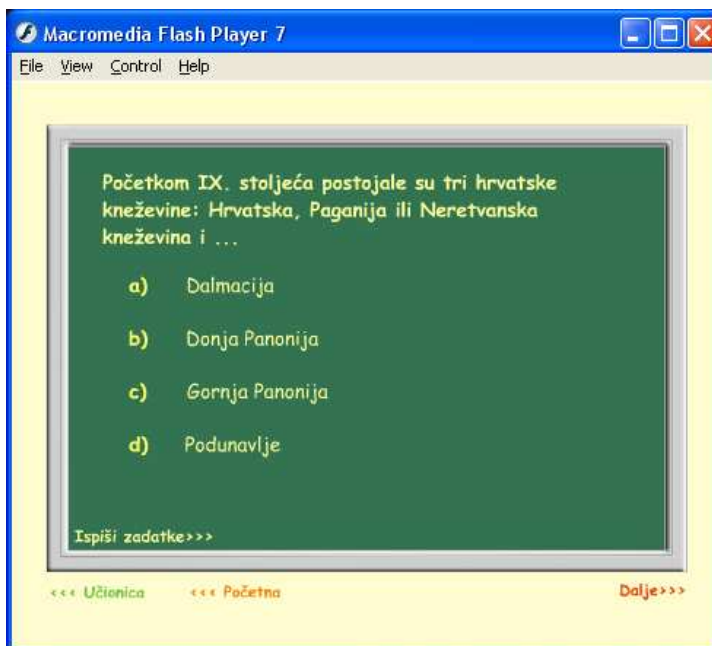 Macromedia Flash Player 7
File View Control Help
Početkom IX. stoljeća postojale su tri hrvatske
kneževine: Hrvatska, Paganija ili Neretvanska
kneževina i ...
a) Dalmacija
b) Donja Panonija
c) Gornja Panonija
d) Podunavlje
Ispiši zadatke>>>
<<< Učionica <<< Početna Dalje>>>